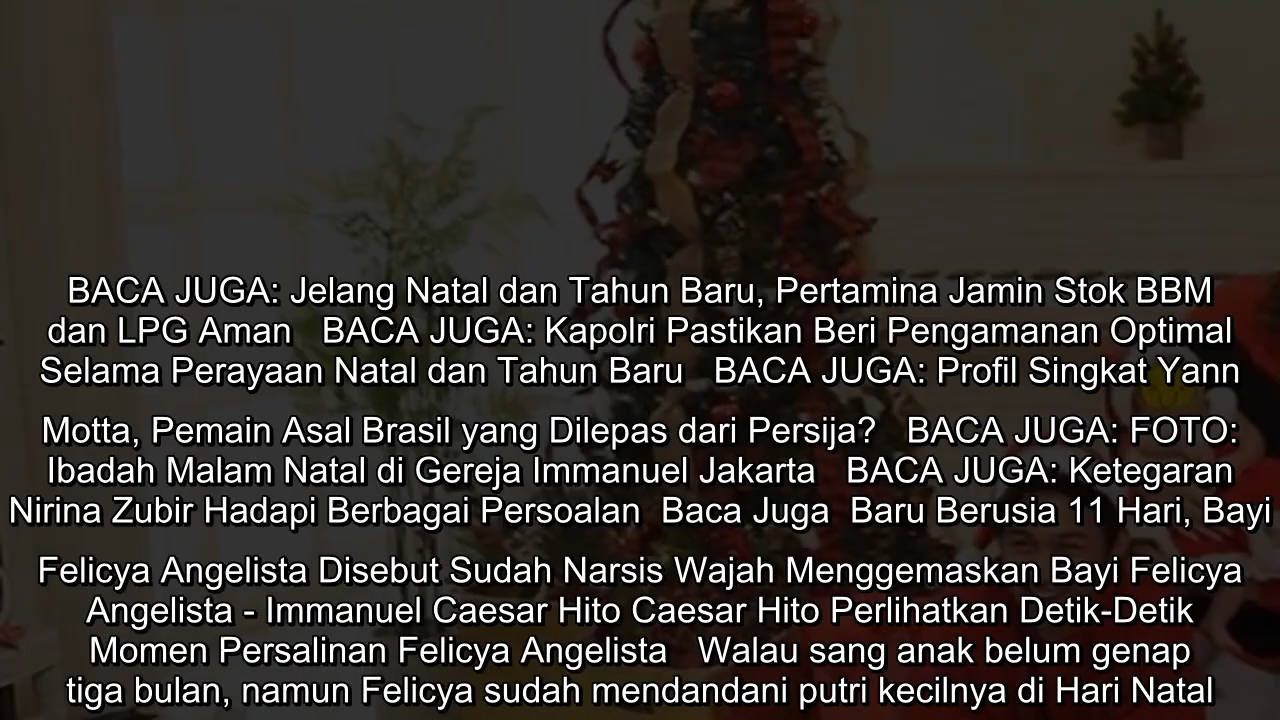 BACA JUGA: Jelang Natal dan Tahun Baru, Pertamina Jamin Stok BBM
dan LPG Aman   BACA JUGA: Kapolri Pastikan Beri Pengamanan Optimal
Selama Perayaan Natal dan Tahun Baru   BACA JUGA: Profil Singkat Yann
Motta, Pemain Asal Brasil yang Dilepas dari Persija?   BACA JUGA: FOTO:
Ibadah Malam Natal di Gereja Immanuel Jakarta   BACA JUGA: Ketegaran
Nirina Zubir Hadapi Berbagai Persoalan  Baca Juga  Baru Berusia 11 Hari, Bayi
Felicya Angelista Disebut Sudah Narsis Wajah Menggemaskan Bayi Felicya
Angelista - Immanuel Caesar Hito Caesar Hito Perlihatkan Detik-Detik
Momen Persalinan Felicya Angelista   Walau sang anak belum genap
tiga bulan, namun Felicya sudah mendandani putri kecilnya di Hari Natal